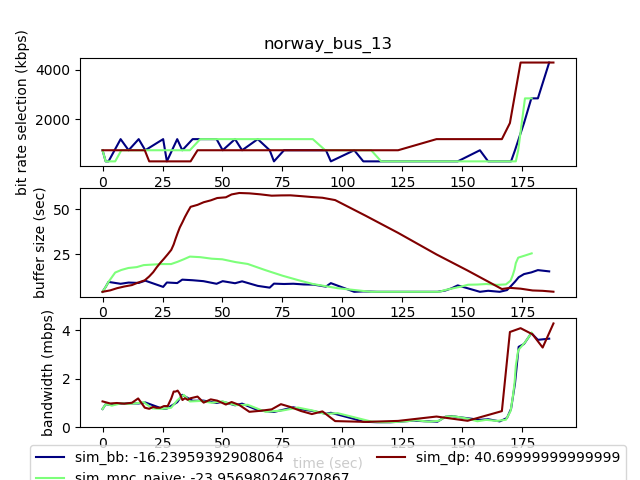 norway_bus_13
bit rate selection (kbps)
4000
2000
0 25 50 75 100 125 150 175
buffer size (sec)
50
25
0 25 50 75 100 125 150 175
bandwidth (mbps)
4
2
0
0 25 50 75 100 125 150 175
time (sec)
sim_bb: -16.23959392908064
sim_dp: 40.69999999999999
sim_mpc_naive: -23.956980246270867